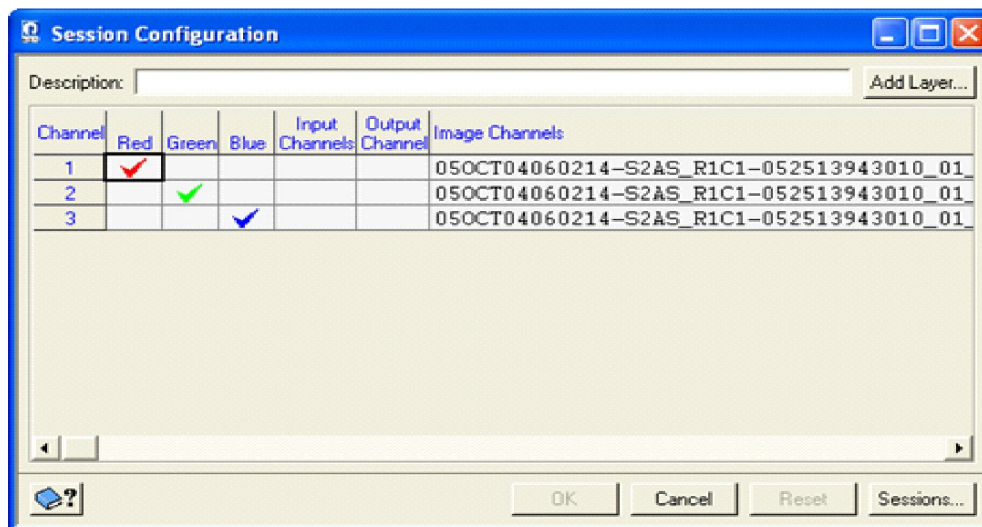 Session Configuration
Description:
Add Layer...
Channel Red Green Blue Input Channels Output Channel Image Channels
1 05OCT04060214-S2AS_R1C1-052513943010_01_
2 05OCT04060214-S2AS_R1C1-052513943010_01_
3 05OCT04060214-S2AS_R1C1-052513943010_01_
? OK Cancel Reset Sessions...